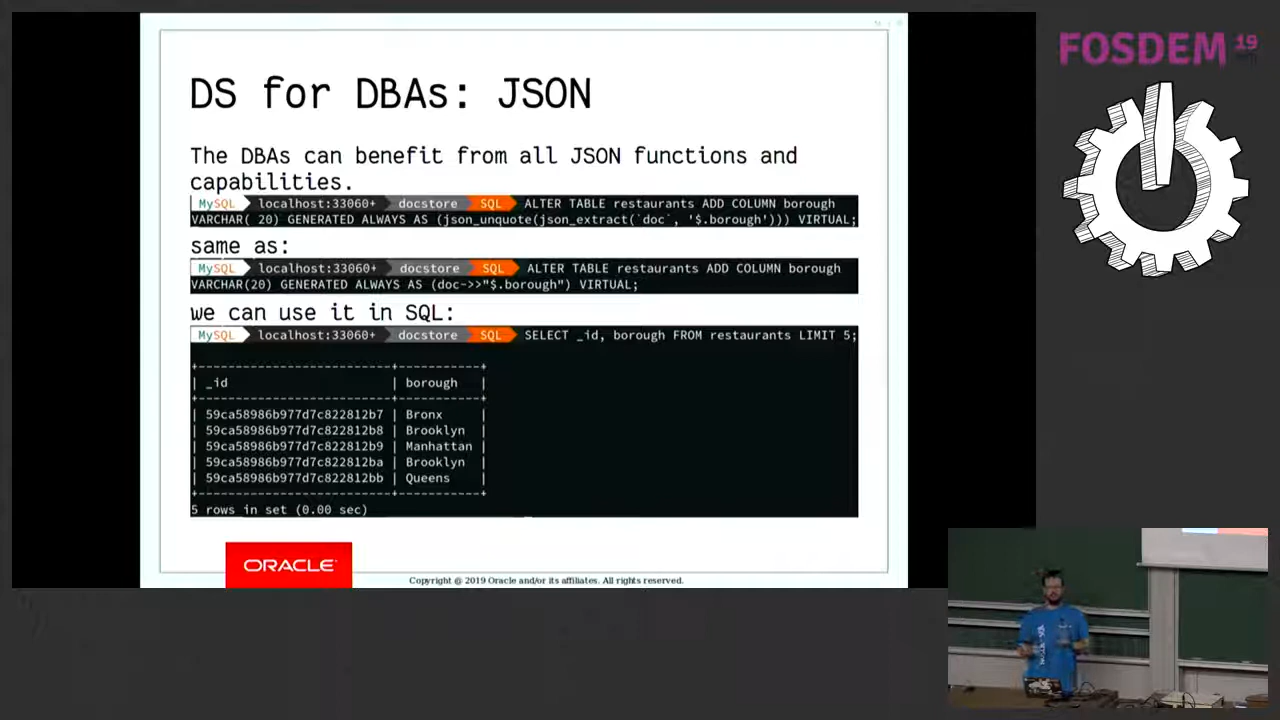 FOSDEM 19
DS for DBAs: JSON
The DBAs can benefit from all JSON functions and
capabilities.
MySQL localhost:33060+ docstore SQL ALTER TABLE restaurants ADD COLUMN borough
VARCHAR( 20) GENERATED ALWAYS AS (json_unquote(json_extract(`doc`, '$.borough'))) VIRTUAL;
same as:
MySQL localhost:33060+ docstore SQL ALTER TABLE restaurants ADD COLUMN borough
VARCHAR(20) GENERATED ALWAYS AS (doc->>"$.borough") VIRTUAL;
we can use it in SQL:
MySQL localhost:33060+ docstore SQL SELECT _id, borough FROM restaurants LIMIT 5;
+--------------------------+-----------+
| _id | borough |
+--------------------------+-----------+
| 59ca58986b977d7c822812b7 | Bronx |
| 59ca58986b977d7c822812b8 | Brooklyn |
| 59ca58986b977d7c822812b9 | Manhattan |
| 59ca58986b977d7c822812ba | Brooklyn |
| 59ca58986b977d7c822812bb | Queens |
+--------------------------+-----------+
5 rows in set (0.00 sec)
ORACLE
Copyright @ 2019 Oracle and/or its affiliates. All rights reserved.